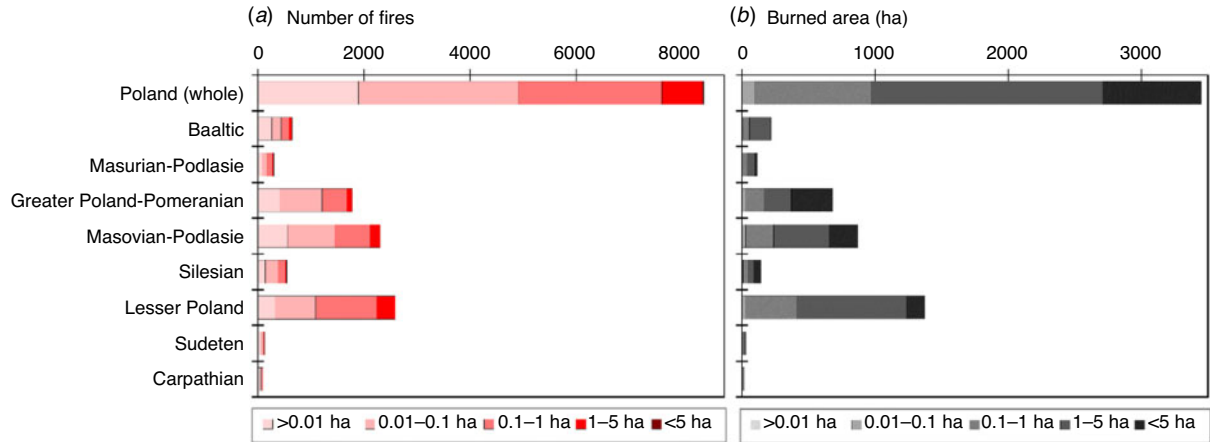 (a) Number of fires
0 2000 4000 6000 8000
(b) Burned area (ha)
0 1000 2000 3000
Poland (whole)
Baaltic
Masurian-Podlasie
Greater Poland-Pomeranian
Masovian-Podlasie
Silesian
Lesser Poland
Sudeten
Carpathian
>0.01 ha 0.01–0.1 ha 0.1–1 ha 1–5 ha <5 ha
>0.01 ha 0.01–0.1 ha 0.1–1 ha 1–5 ha <5 ha